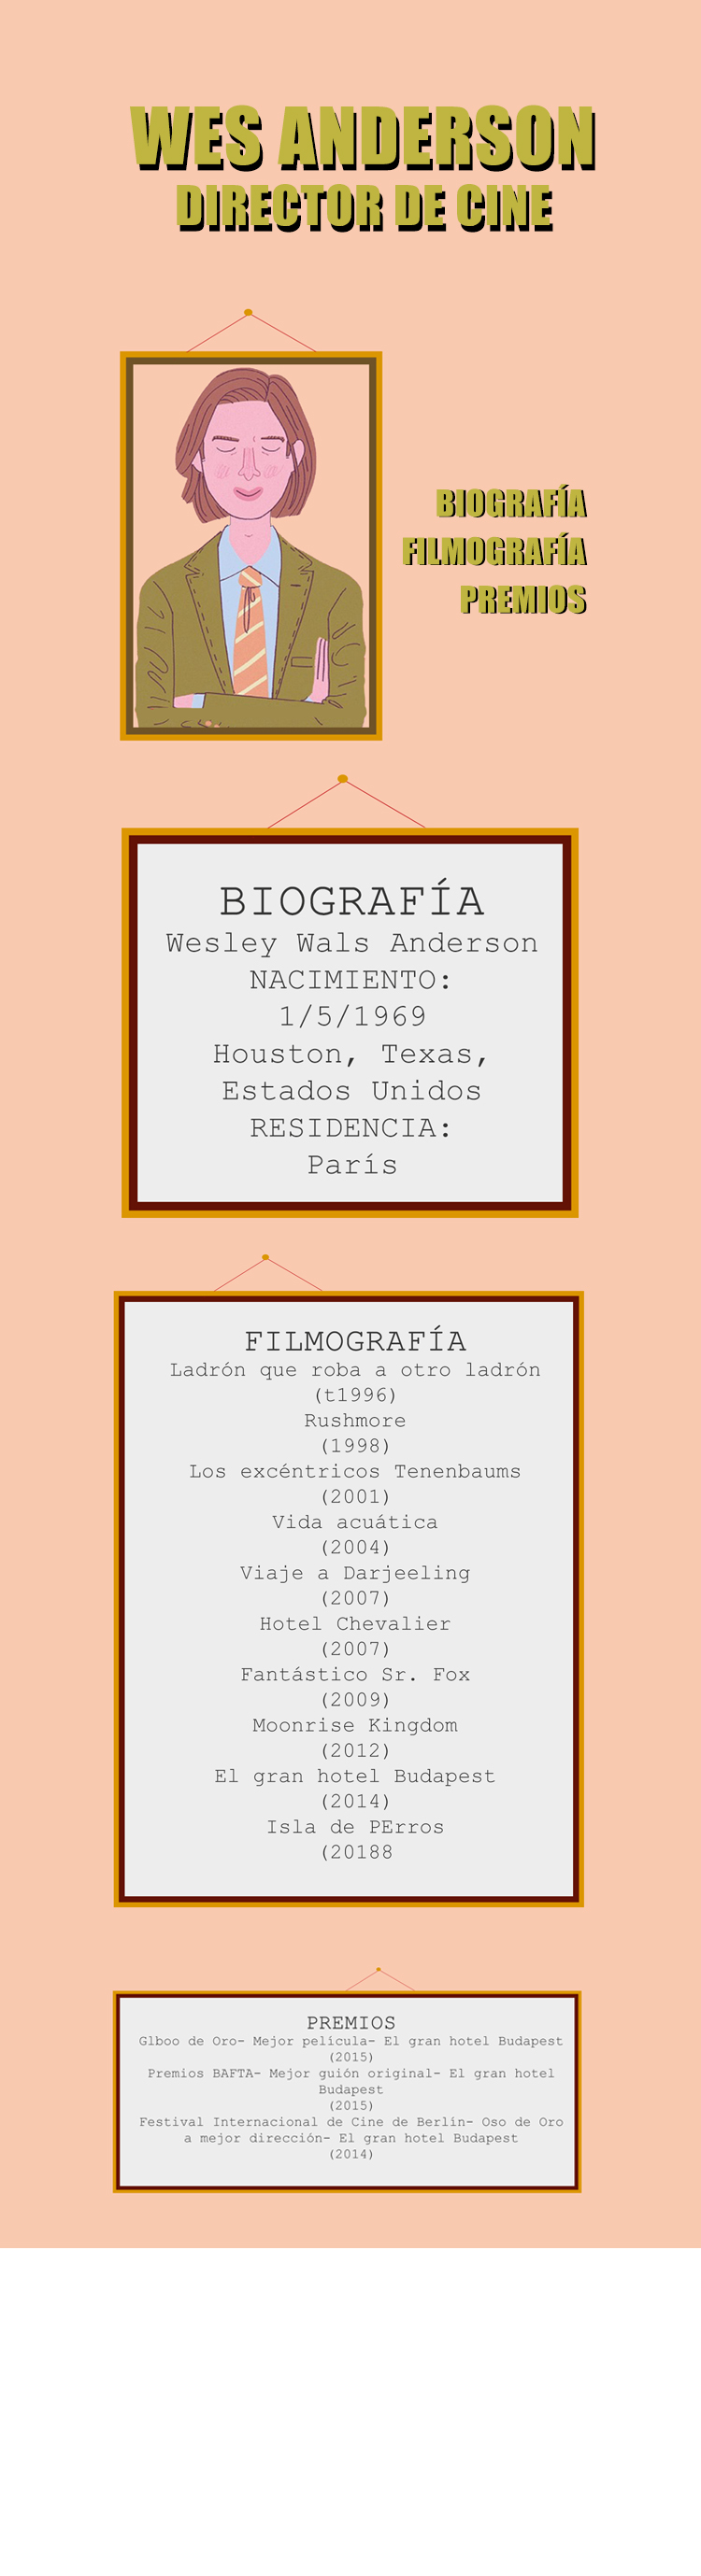 WES ANDERSON
DIRECTOR DE CINE
BIOGRAFÍA
FILMOGRAFÍA
PREMIOS
BIOGRAFÍA
Wesley Wals Anderson
NACIMIENTO:
1/5/1969
Houston, Texas,
Estados Unidos
RESIDENCIA:
París
FILMOGRAFÍA
Ladrón que roba a otro ladrón
(t1996)
Rushmore
(1998)
Los excéntricos Tenenbaums
(2001)
Vida acuática
(2004)
Viaje a Darjeeling
(2007)
Hotel Chevalier
(2007)
Fantástico Sr. Fox
(2009)
Moonrise Kingdom
(2012)
El gran hotel Budapest
(2014)
Isla de PErros
(20188
PREMIOS
Glboo de Oro- Mejor película- El gran hotel Budapest
(2015)
Premios BAFTA- Mejor guión original- El gran hotel
Budapest
(2015)
Festival Internacional de Cine de Berlín- Oso de Oro
a mejor dirección- El gran hotel Budapest
(2014)